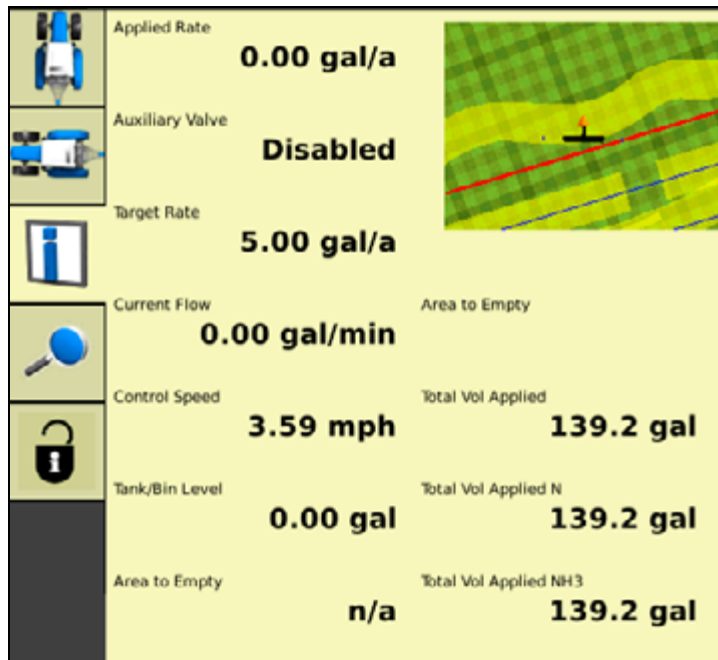 Applied Rate
0.00 gal/a
Auxiliary Valve
Disabled
Target Rate
5.00 gal/a
Current Flow
0.00 gal/min
Control Speed
3.59 mph
Tank/Bin Level
0.00 gal
Area to Empty
n/a
Area to Empty
Total Vol Applied
139.2 gal
Total Vol Applied N
139.2 gal
Total Vol Applied NH3
139.2 gal